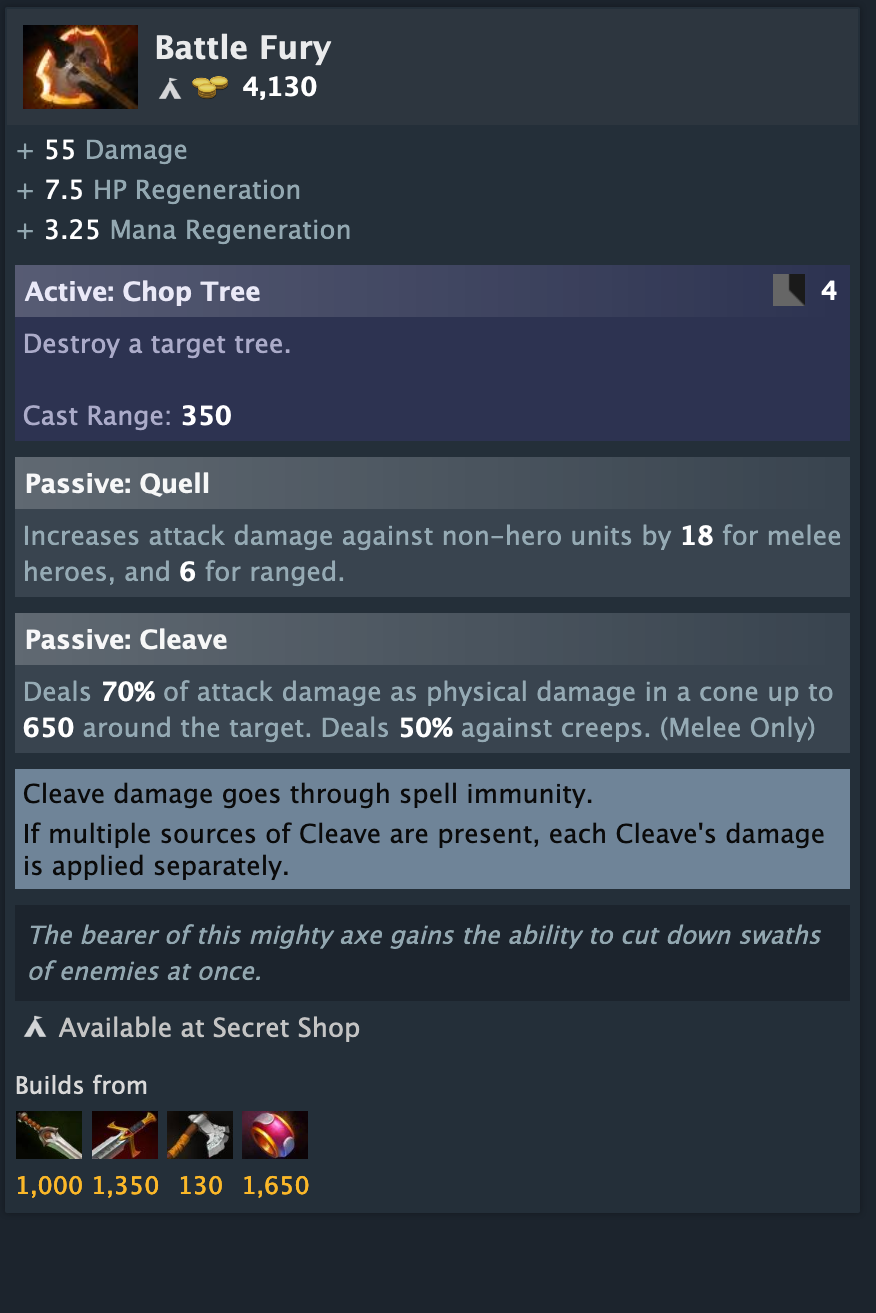 Battle Fury
4,130
+ 55 Damage
+ 7.5 HP Regeneration
+ 3.25 Mana Regeneration
Active: Chop Tree 4
Destroy a target tree.
Cast Range: 350
Passive: Quell
Increases attack damage against non-hero units by 18 for melee
heroes, and 6 for ranged.
Passive: Cleave
Deals 70% of attack damage as physical damage in a cone up to
650 around the target. Deals 50% against creeps. (Melee Only)
Cleave damage goes through spell immunity.
If multiple sources of Cleave are present, each Cleave's damage
is applied separately.
The bearer of this mighty axe gains the ability to cut down swaths
of enemies at once.
Available at Secret Shop
Builds from
1,000 1,350 130 1,650